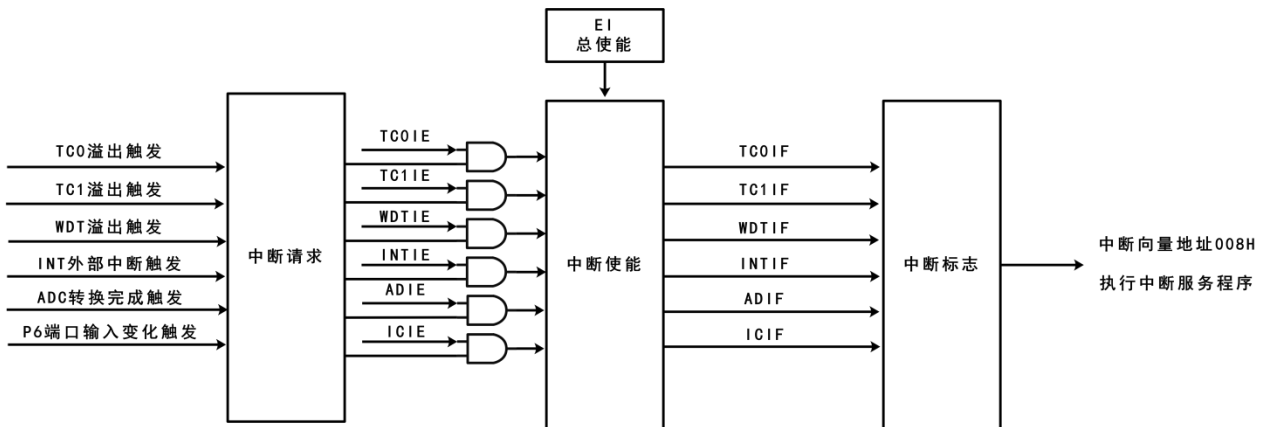 EI
总使能
TC0溢出触发
TC1溢出触发
WDT溢出触发
INT外部中断触发
ADC转换完成触发
P6端口输入变化触发
中断请求
TC0IE
TC1IE
WDTIE
INTIE
ADIE
ICIE
中断使能
TC0IF
TC1IF
WDTIF
INTIF
ADIF
ICIF
中断标志
中断向量地址008H
执行中断服务程序